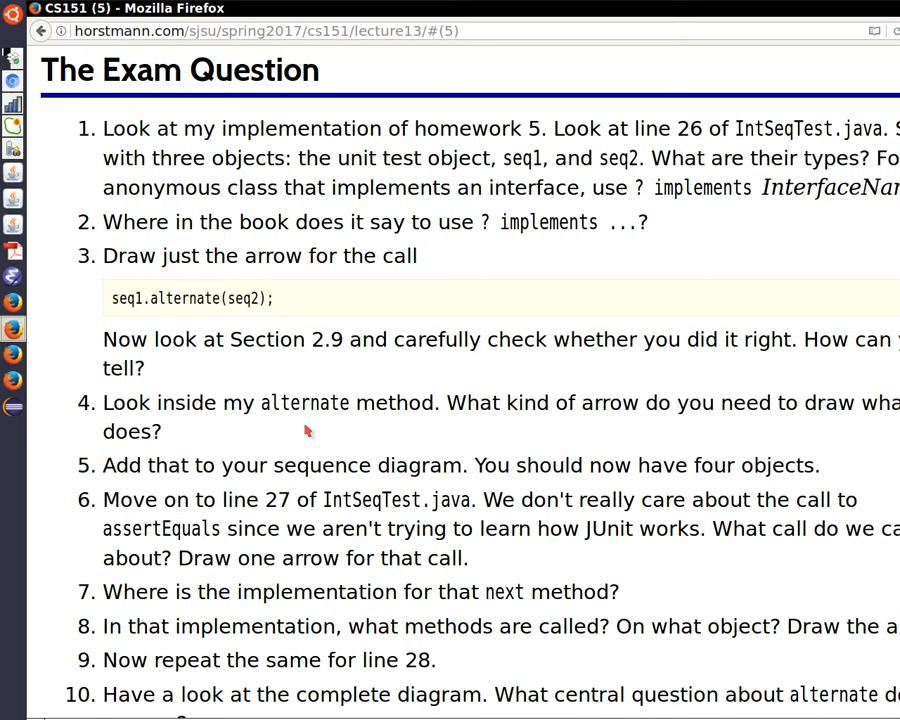 CS151 (5) - Mozilla Firefox
horstmann.com/sjsu/spring2017/cs151/lecture13/#(5)
The Exam Question
1. Look at my implementation of homework 5. Look at line 26 of IntSeqTest.java. S
with three objects: the unit test object, seq1, and seq2. What are their types? Fo
anonymous class that implements an interface, use ? implements InterfaceNa
2. Where in the book does it say to use ? implements ...?
3. Draw just the arrow for the call
seq1.alternate(seq2);
Now look at Section 2.9 and carefully check whether you did it right. How can
tell?
4. Look inside my alternate method. What kind of arrow do you need to draw wha
does?
5. Add that to your sequence diagram. You should now have four objects.
6. Move on to line 27 of IntSeqTest.java. We don't really care about the call to
assertEquals since we aren't trying to learn how JUnit works. What call do we ca
about? Draw one arrow for that call.
7. Where is the implementation for that next method?
8. In that implementation, what methods are called? On what object? Draw the a
9. Now repeat the same for line 28.
10. Have a look at the complete diagram. What central question about alternate d